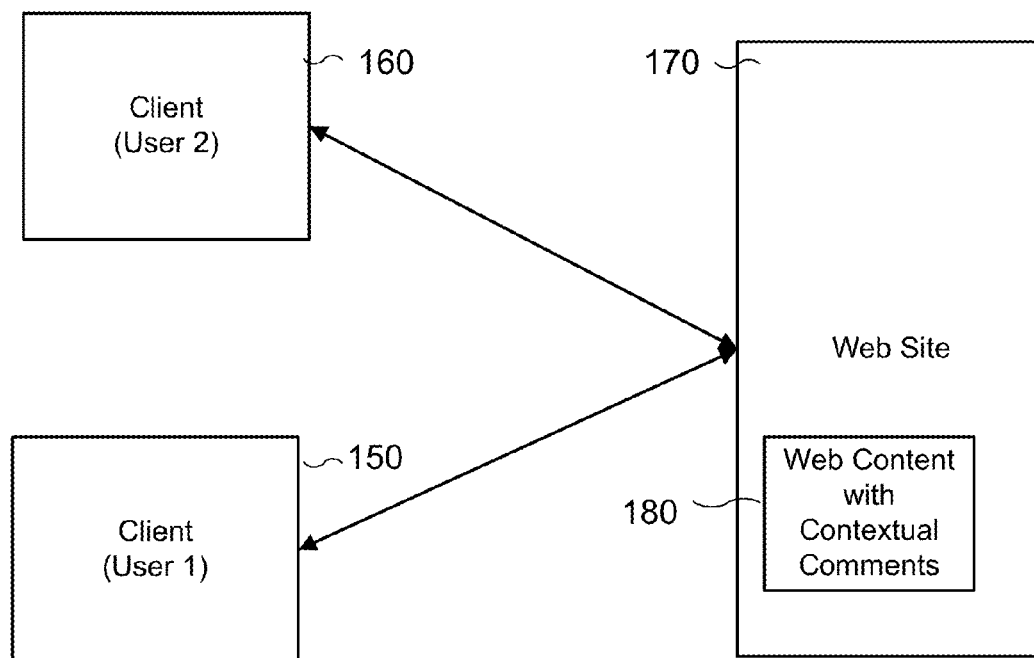 Client
(User 2)
160
170
Web Site
Client
(User 1)
150
180
Web Content
with
Contextual
Comments